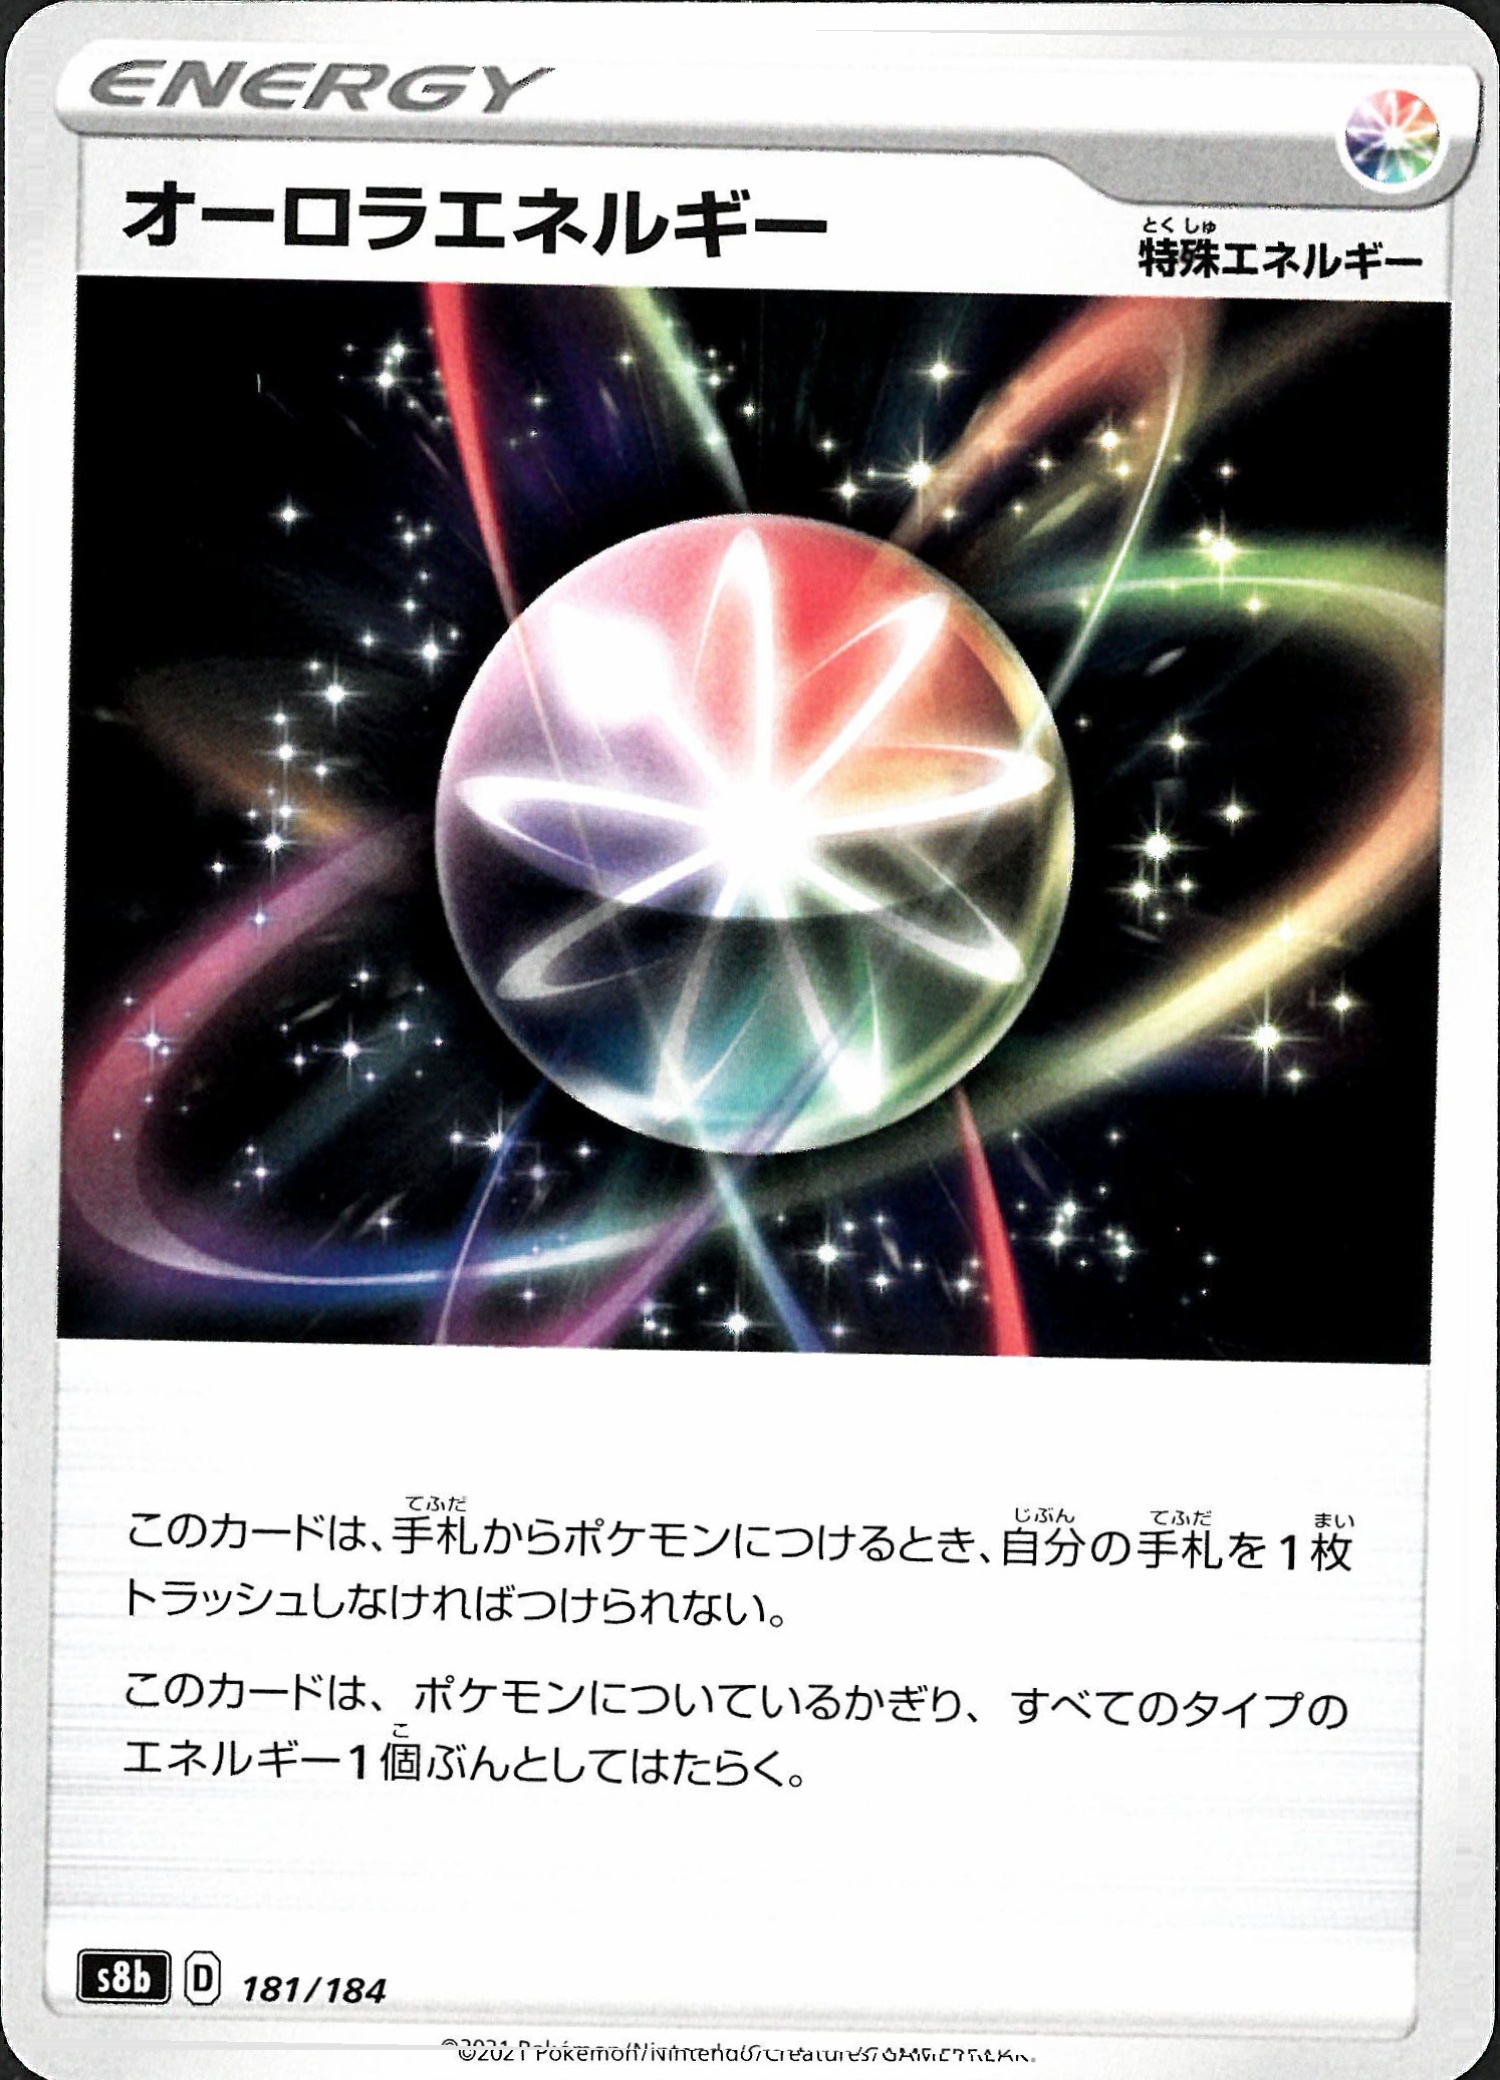 ENERGY
オーロラエネルギー
とくしゅ
特殊エネルギー
てふだ じぶん てふだ まい
このカードは、手札からポケモンにつけるとき、自分の手札を1枚
トラッシュしなければつけられない。
このカードは、ポケモンについているかぎり、すべてのタイプの
こ
エネルギー1個ぶんとしてはたらく。
s8b D 181/184
©2021 Pokémon/Nintendo/Creatures/GAME FREAK.